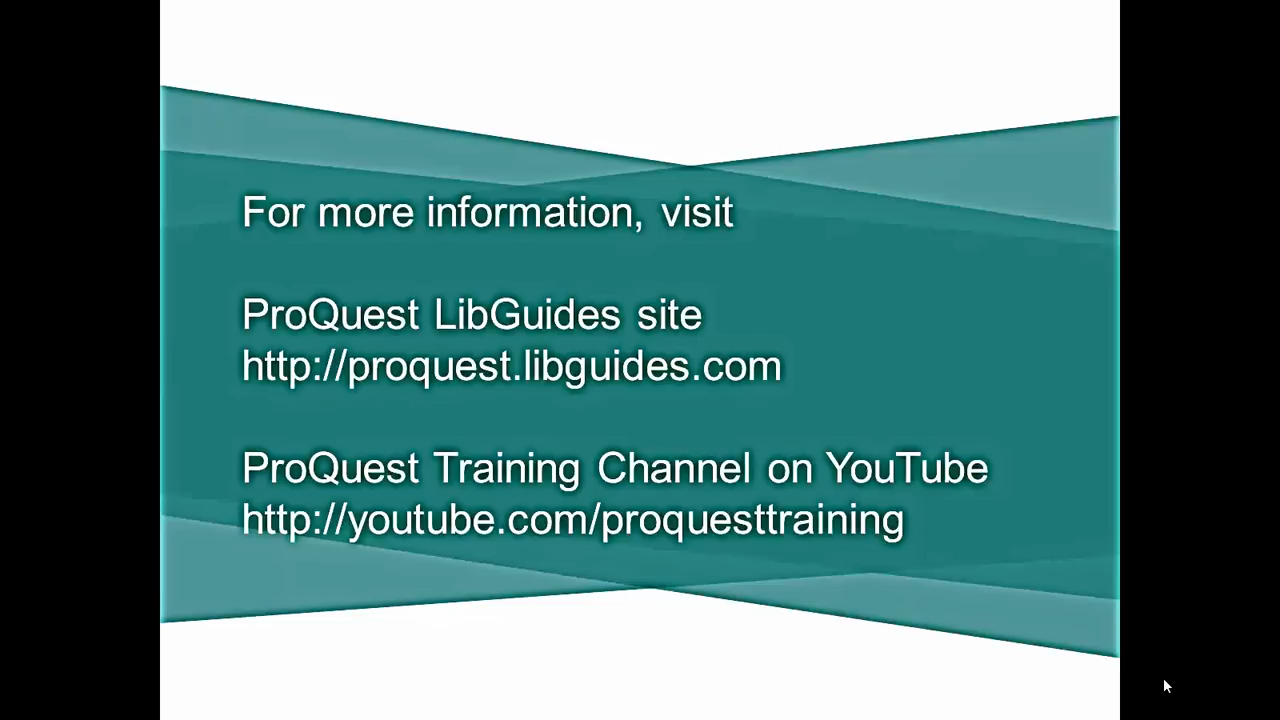 For more information, visit
ProQuest LibGuides site
http://proquest.libguides.com
ProQuest Training Channel on YouTube
http://youtube.com/proquesttraining